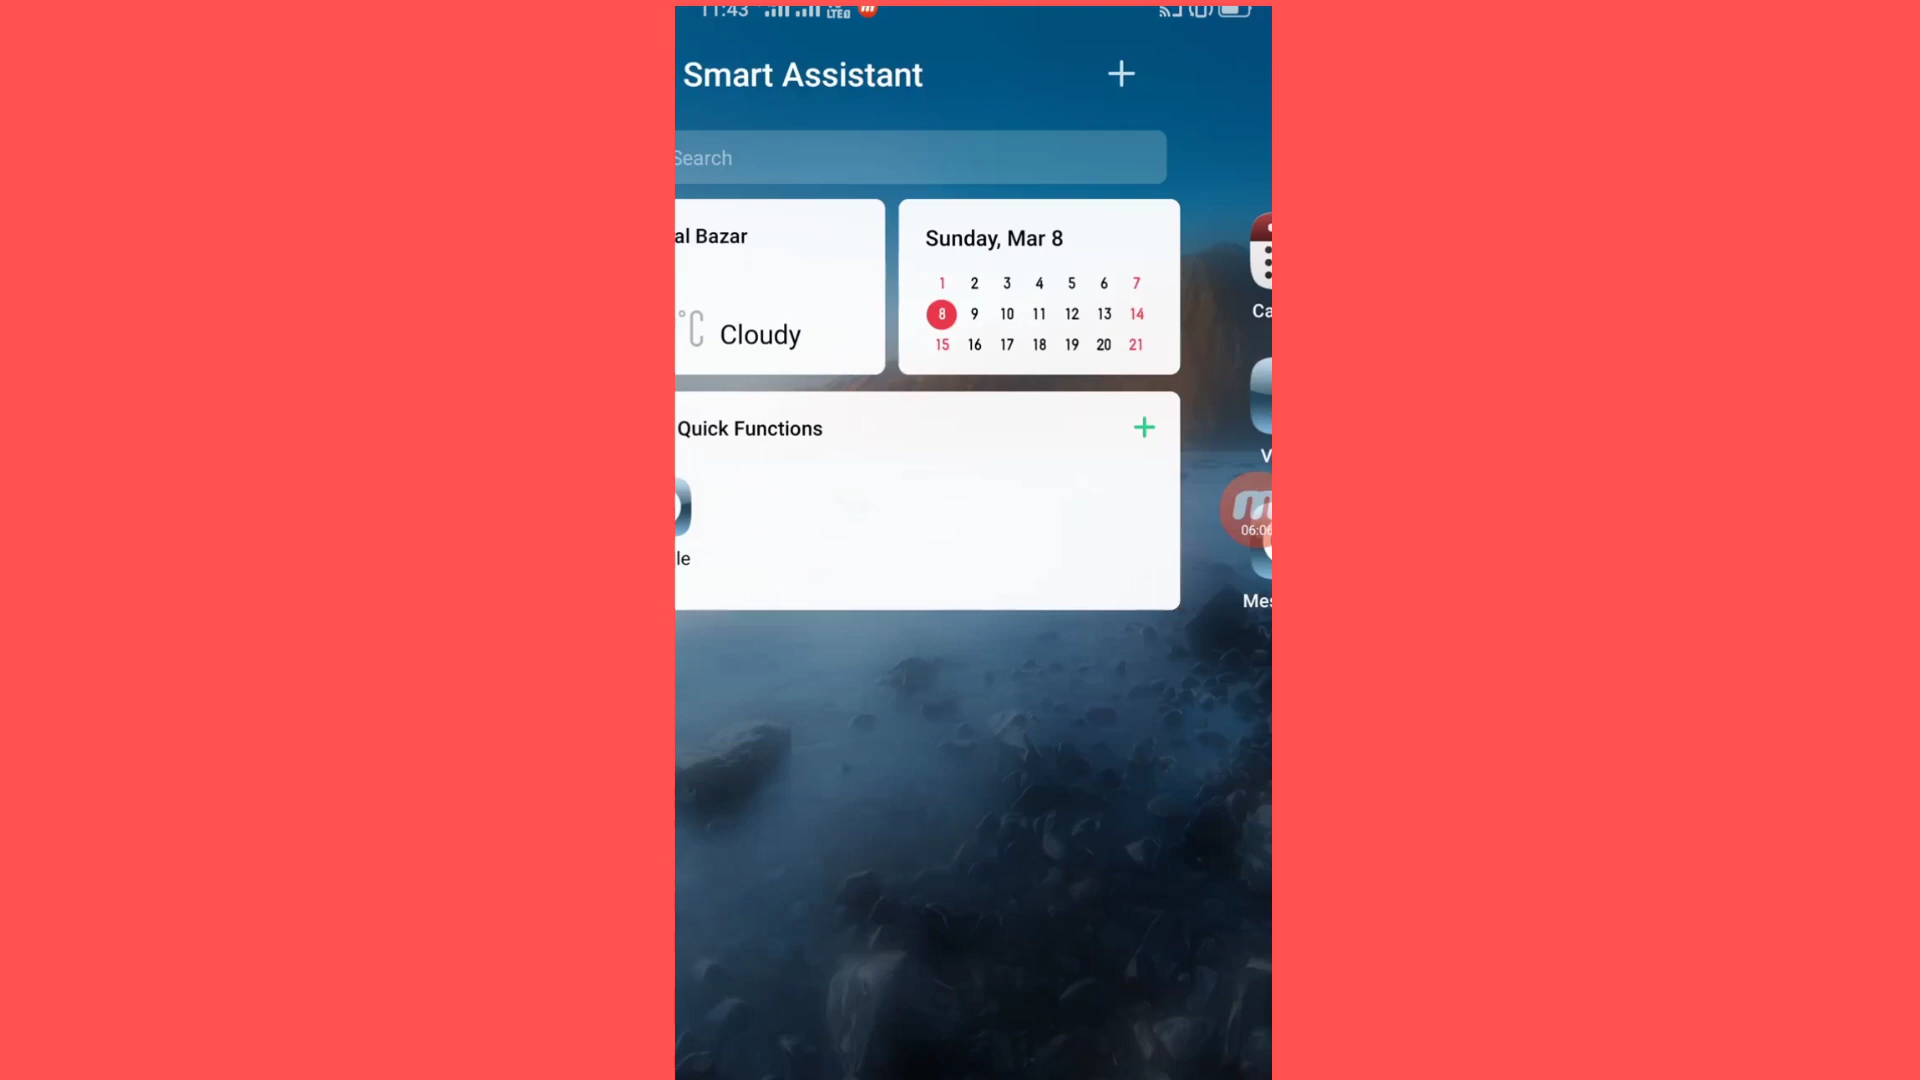 11:43
Smart Assistant
Search
al Bazar
°C Cloudy
Sunday, Mar 8
1 2 3 4 5 6 7
8 9 10 11 12 13 14
15 16 17 18 19 20 21
Quick Functions
le
Ca
V
m
06:06
Mes